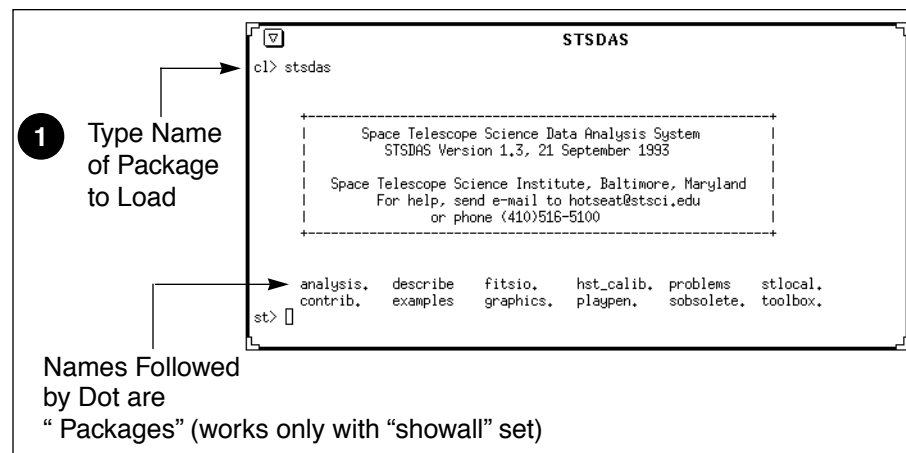 STSDAS
cl> stsdas
1
Type Name
of Package
to Load
Space Telescope Science Data Analysis System
STSDAS Version 1.3, 21 September 1993
Space Telescope Science Institute, Baltimore, Maryland
For help, send e-mail to hotseat@stsci.edu
or phone (410)516-5100
analysis. describe fitsio. hst_calib. problems stlocal.
contrib. examples graphics. playpen. sobsolete. toolbox.
st>
Names Followed
by Dot are
“ Packages” (works only with “showall” set)